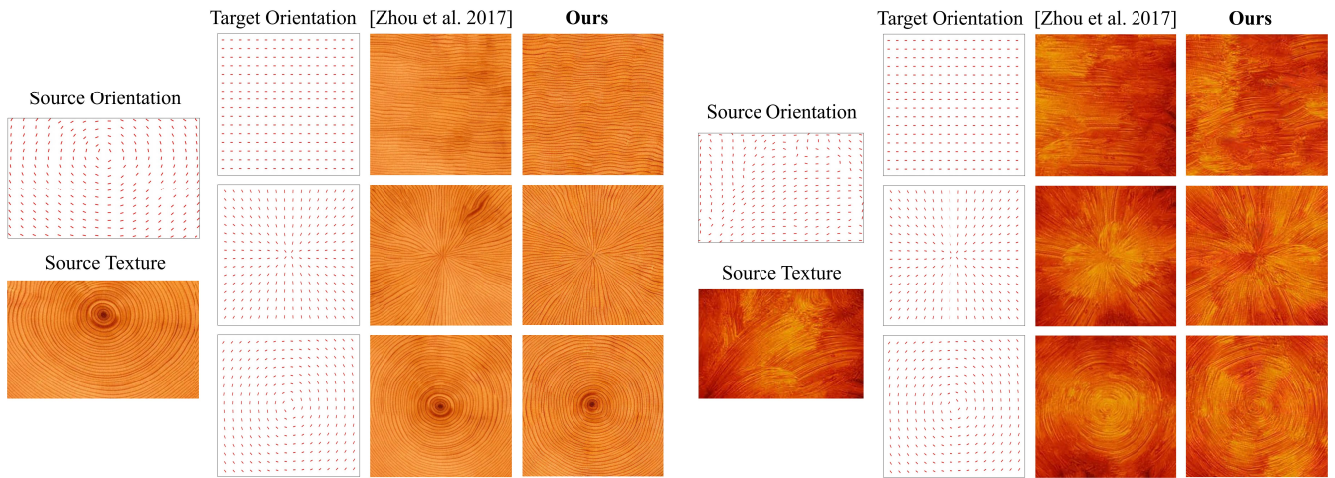 Target Orientation [Zhou et al. 2017] Ours
Source Orientation
Source Texture
Target Orientation [Zhou et al. 2017] Ours
Source Orientation
Source Texture